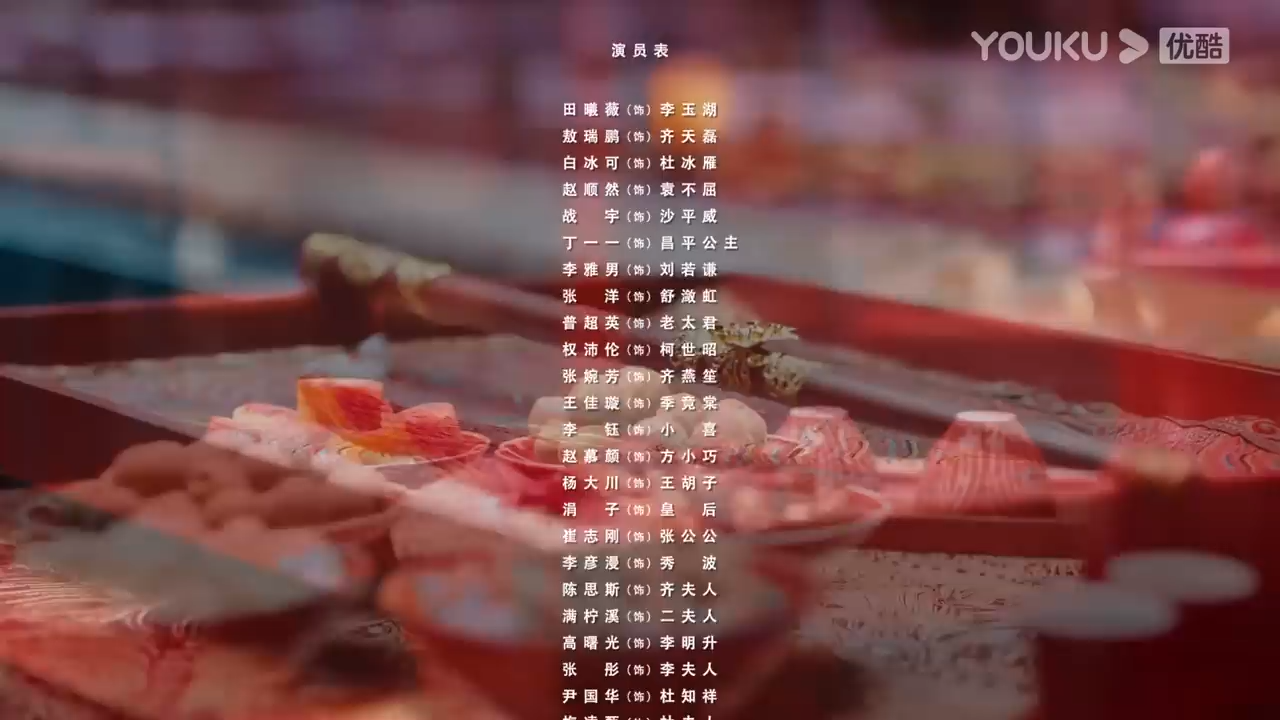 YOUKU 优酷
演员表
田曦薇（饰）李玉湖
敖瑞鹏（饰）齐天磊
白冰可（饰）杜冰雁
赵顺然（饰）袁不屈
战宇（饰）沙平威
丁一一（饰）昌平公主
李雅男（饰）刘若谦
张洋（饰）舒潋虹
普超英（饰）老太君
权沛伦（饰）柯世昭
张婉芳（饰）齐燕笙
王佳璇（饰）季竟棠
李钰（饰）小喜
赵慕颜（饰）方小巧
杨大川（饰）王胡子
涓子（饰）皇后
崔志刚（饰）张公公
李彦漫（饰）秀波
陈思斯（饰）齐夫人
满柠溪（饰）二夫人
高曙光（饰）李明升
张彤（饰）李夫人
尹国华（饰）杜知祥